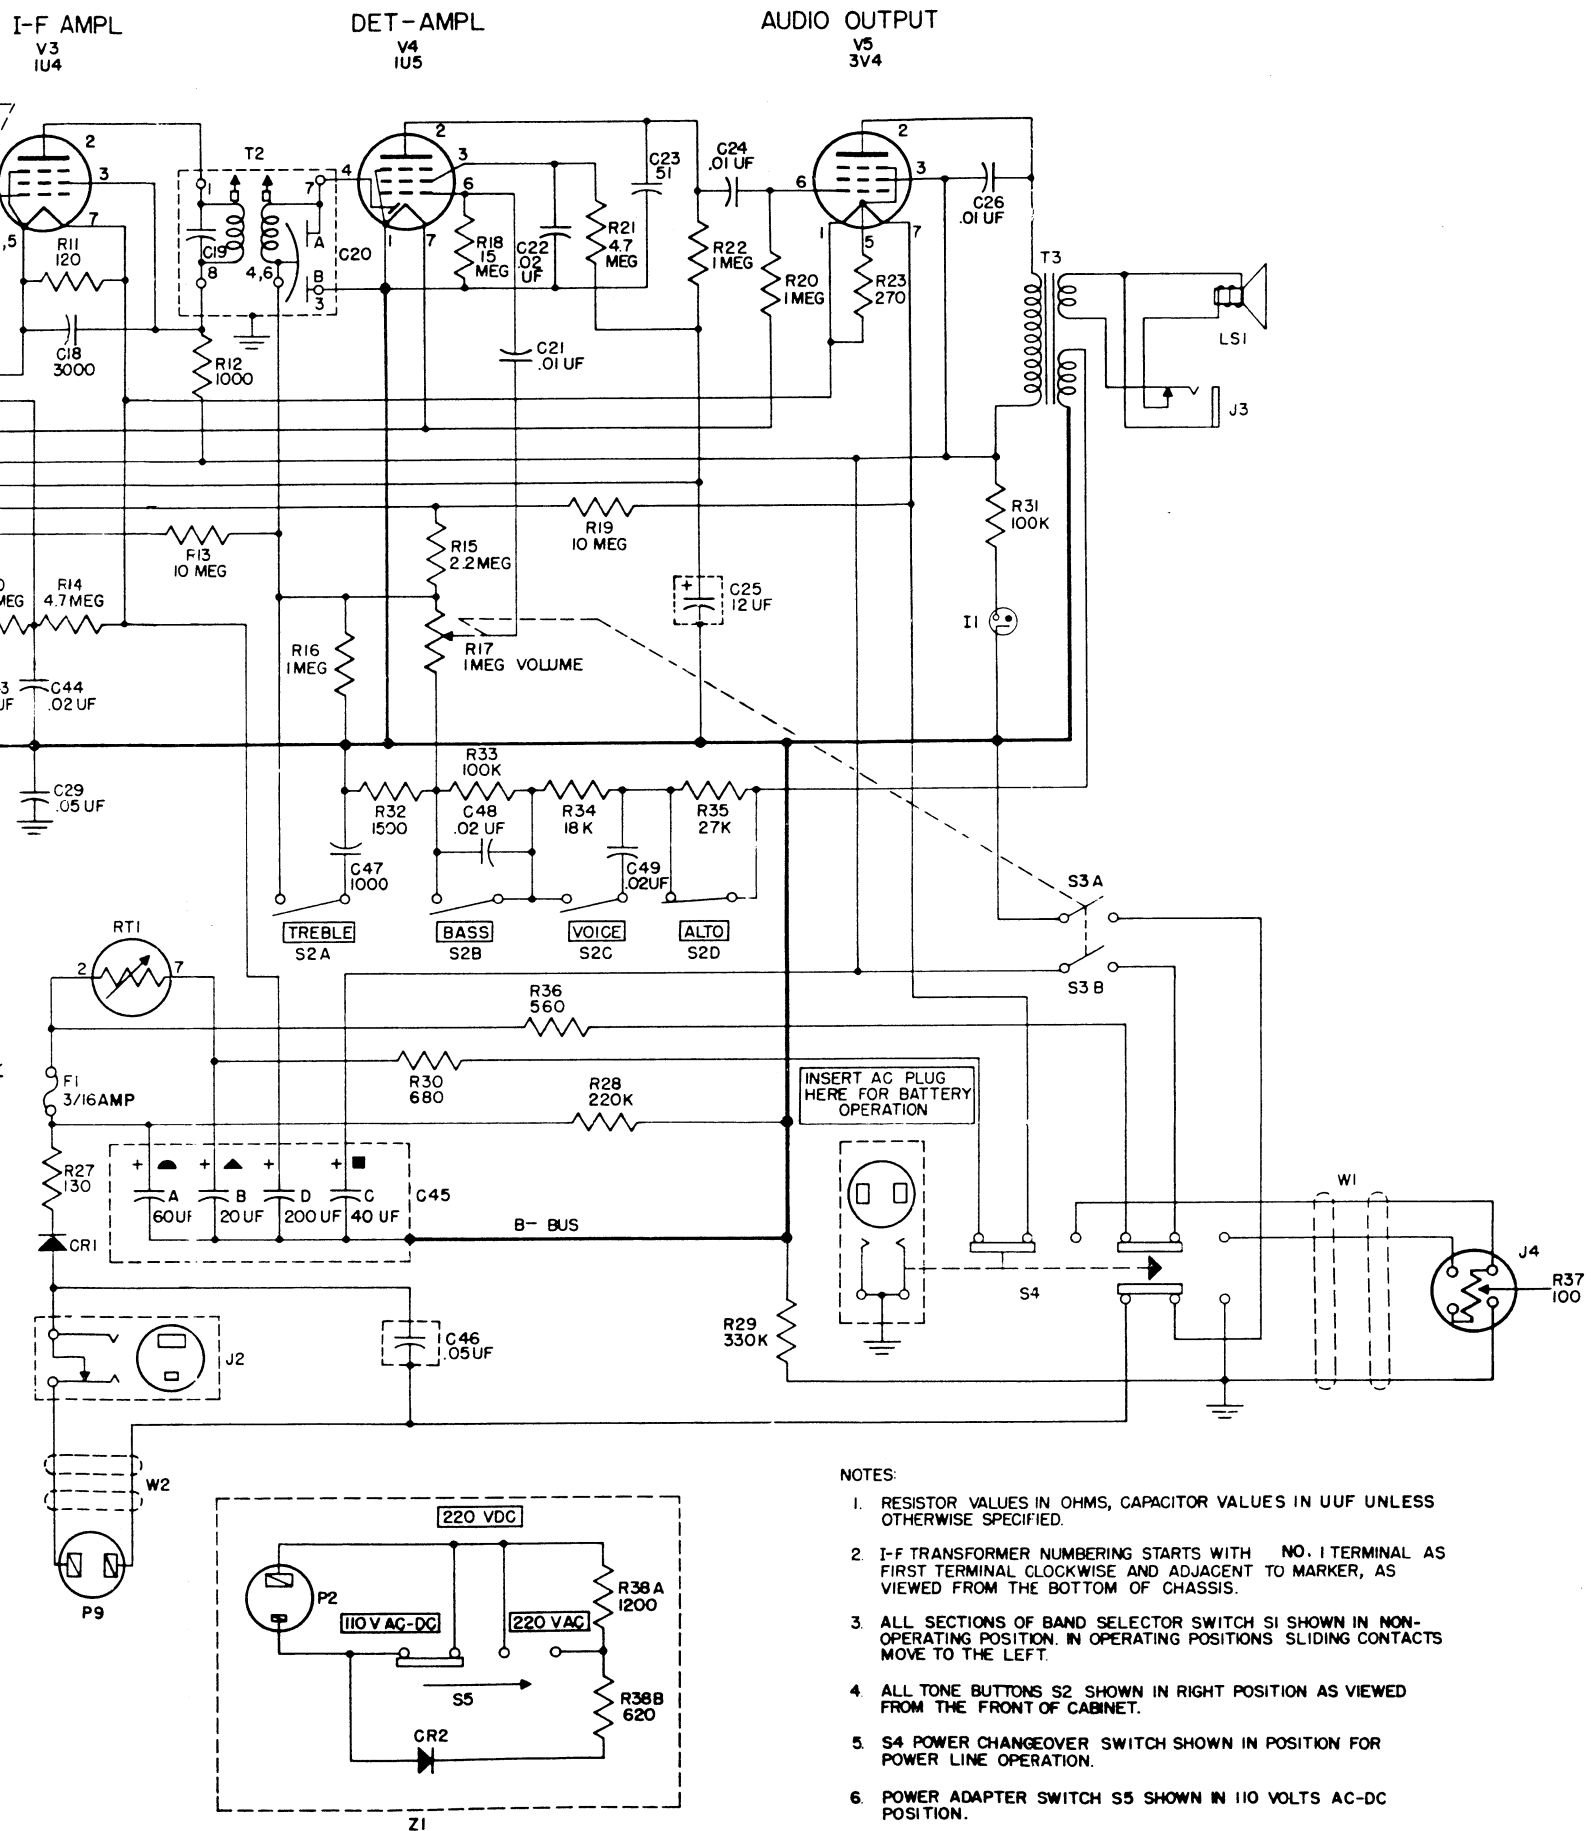 I-F AMPL
V3
1U4
DET-AMPL
V4
1U5
AUDIO OUTPUT
V5
3V4
2
3
7
,5
R11
120
C18
3000
T2
1
7
C19
8
4,6
A
B
3
C20
R12
1000
4
2
3
6
1
7
R18
15
MEG
C22
.02
UF
R21
4.7
MEG
C23
51
C24
.01 UF
R22
1 MEG
C21
.01 UF
R20
1 MEG
6
2
3
1
5
7
R23
270
C26
.01 UF
T3
LS1
J3
R13
10 MEG
R15
2.2 MEG
R19
10 MEG
R31
100K
I1
MEG
R14
4.7 MEG
R16
1 MEG
R17
1 MEG VOLUME
C25
+
12 UF
3
UF
C44
.02 UF
C29
.05 UF
R32
1500
R33
100K
C48
.02 UF
R34
18 K
R35
27K
C47
1000
C49
.02UF
TREBLE
S2A
BASS
S2B
VOICE
S2C
ALTO
S2D
S3A
S3B
RT1
2
7
R36
560
F1
3/16 AMP
R30
680
R28
220K
INSERT AC PLUG
HERE FOR BATTERY
OPERATION
R27
130
+
+
+
+
A
60 UF
B
20 UF
D
200 UF
C
40 UF
C45
B- BUS
CR1
W1
J4
R37
100
S4
R29
330K
J2
C46
.05 UF
W2
P9
220 VDC
P2
110 V AC-DC
220 VAC
R38A
1200
S5
R38B
620
CR2
Z1
NOTES:
1. RESISTOR VALUES IN OHMS, CAPACITOR VALUES IN UUF UNLESS
OTHERWISE SPECIFIED.
2. I-F TRANSFORMER NUMBERING STARTS WITH NO. 1 TERMINAL AS
FIRST TERMINAL CLOCKWISE AND ADJACENT TO MARKER, AS
VIEWED FROM THE BOTTOM OF CHASSIS.
3. ALL SECTIONS OF BAND SELECTOR SWITCH S1 SHOWN IN NON-
OPERATING POSITION. IN OPERATING POSITIONS SLIDING CONTACTS
MOVE TO THE LEFT.
4. ALL TONE BUTTONS S2 SHOWN IN RIGHT POSITION AS VIEWED
FROM THE FRONT OF CABINET.
5. S4 POWER CHANGEOVER SWITCH SHOWN IN POSITION FOR
POWER LINE OPERATION.
6. POWER ADAPTER SWITCH S5 SHOWN IN 110 VOLTS AC-DC
POSITION.